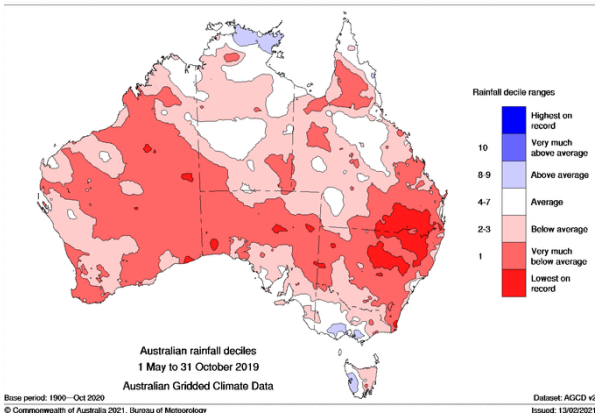 Rainfall decile ranges
Highest on
record
10
Very much
above average
8-9
Above average
4-7
Average
2-3
Below average
1
Very much
below average
Lowest on
record
Australian rainfall deciles
1 May to 31 October 2019
Australian Gridded Climate Data
Base period: 1900—Oct 2020
Dataset: AGCD v2
© Commonwealth of Australia 2021, Bureau of Meteorology
Issued: 13/02/2021